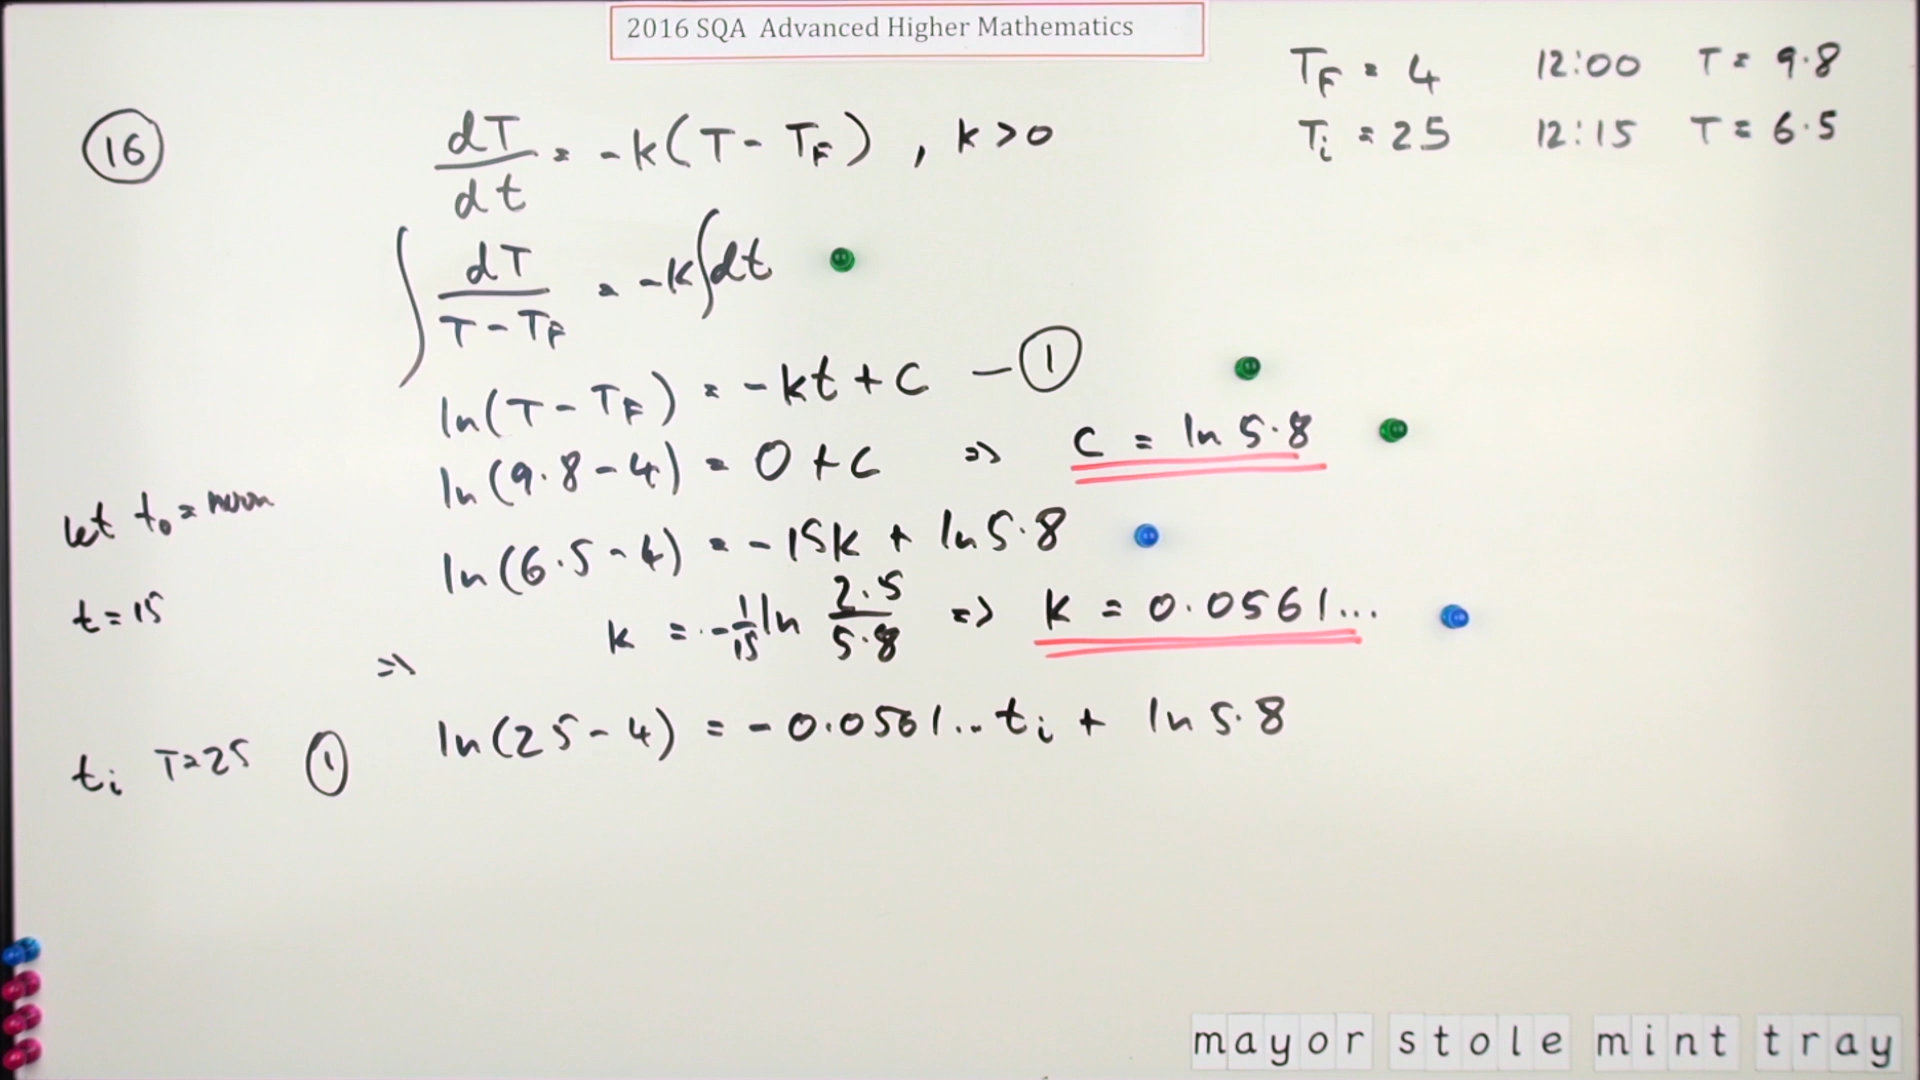 2016 SQA Advanced Higher Mathematics
T_F = 4 12:00 T = 9.8
T_i = 25 12:15 T = 6.5
(16) dT/dt = -k(T - T_F), k > 0
∫ dT/(T - T_F) = -k∫dt
ln(T - T_F) = -kt + c — (1)
ln(9.8 - 4) = 0 + c => c = ln 5.8
let t_0 = noon
ln(6.5 - 4) = -15k + ln 5.8
t = 15
=> k = -1/15 ln 2.5/5.8 => k = 0.0561...
t_i T=25 (1) ln(25 - 4) = -0.0561.. t_i + ln 5.8
mayor stole mint tray